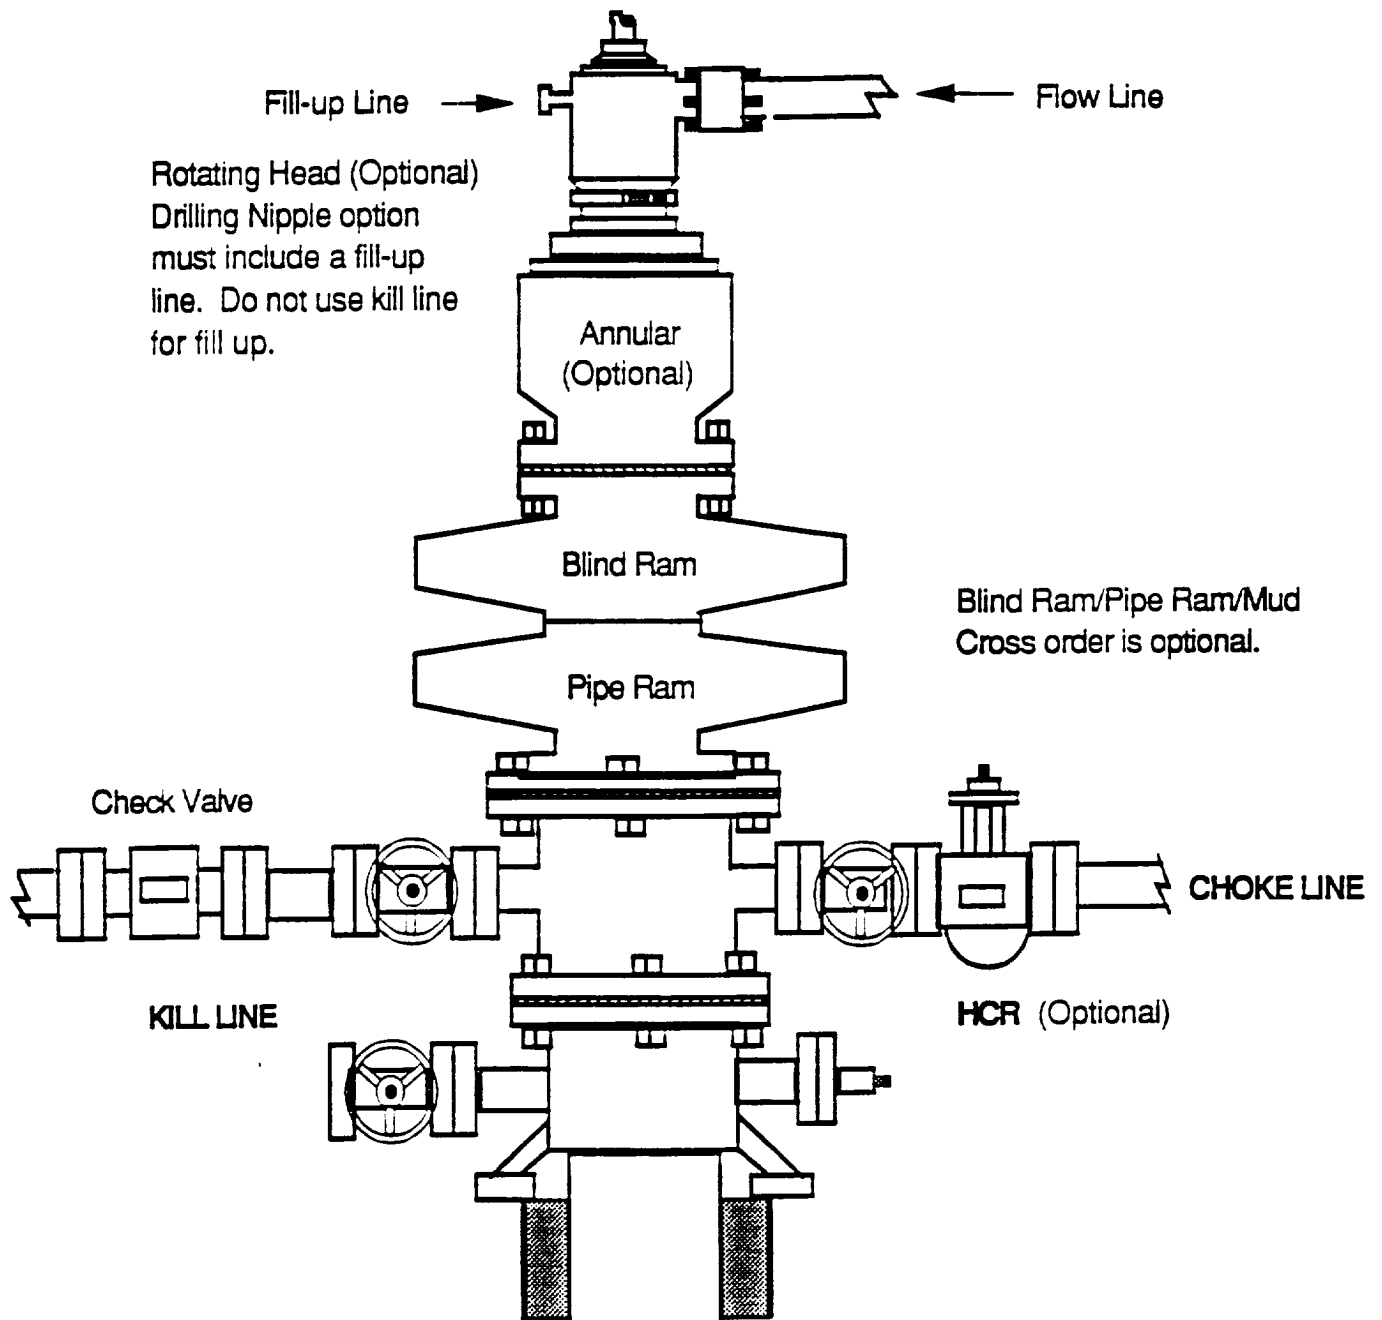 Fill-up Line
Flow Line
Rotating Head (Optional)
Drilling Nipple option
must include a fill-up
line. Do not use kill line
for fill up.
Annular
(Optional)
Blind Ram
Blind Ram/Pipe Ram/Mud
Cross order is optional.
Pipe Ram
Check Valve
CHOKE LINE
KILL LINE
HCR (Optional)